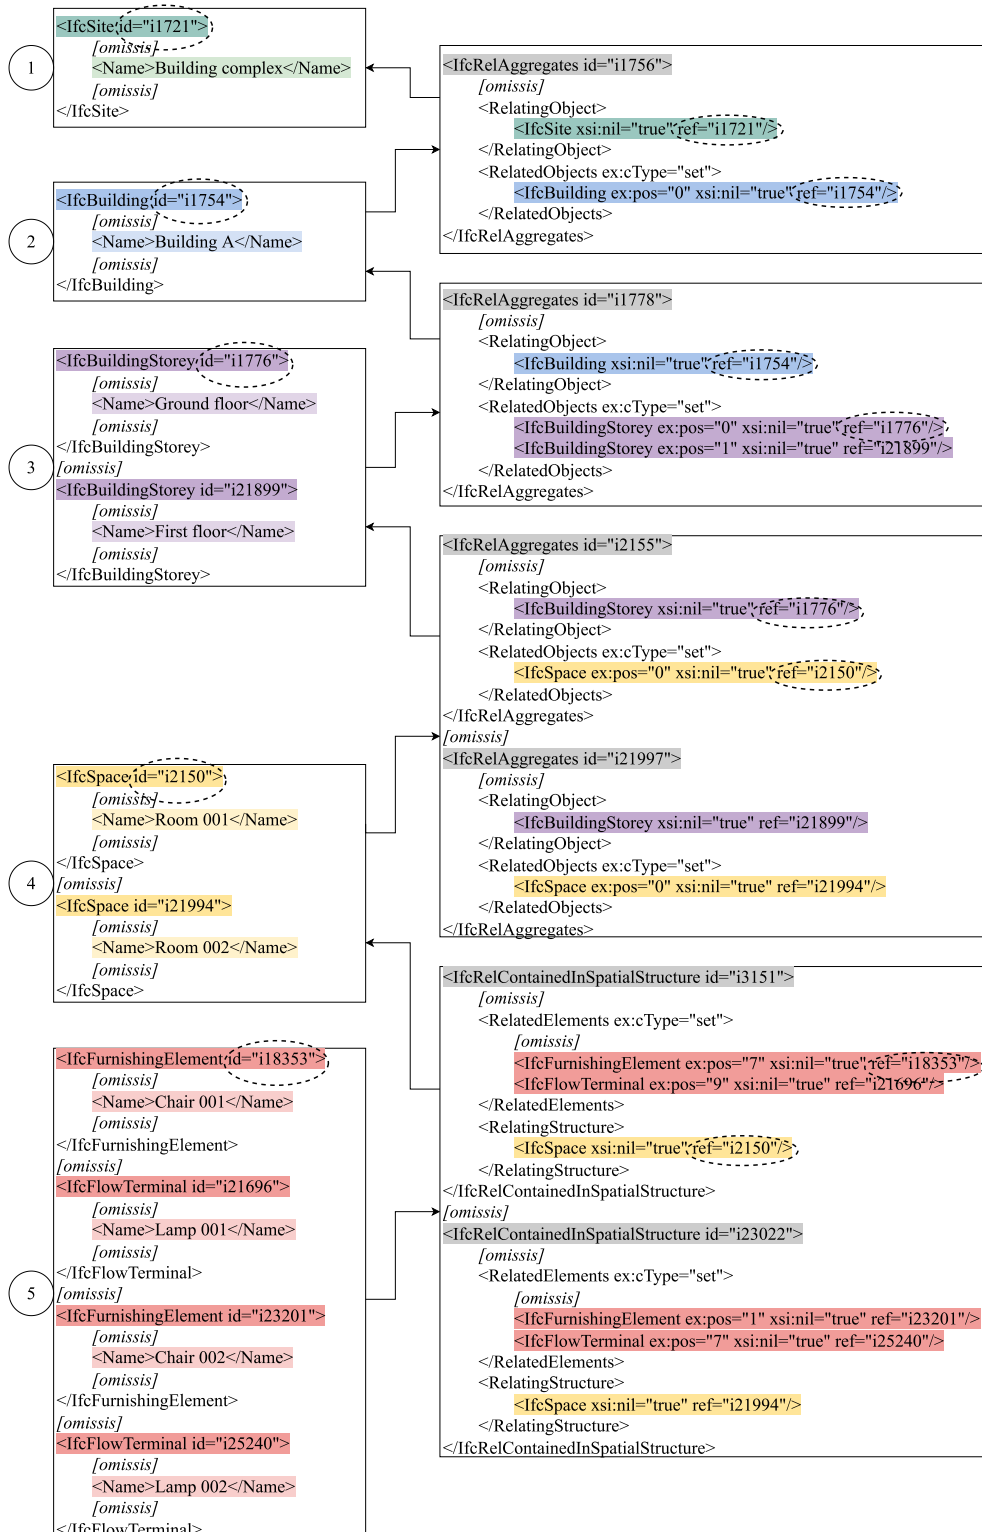 1
<IfcSite id="i1721">
[omissis]
<Name>Building complex</Name>
[omissis]
</IfcSite>
<IfcRelAggregates id="i1756">
[omissis]
<RelatingObject>
<IfcSite xsi:nil="true" ref="i1721"/>
</RelatingObject>
<RelatedObjects ex:cType="set">
<IfcBuilding ex:pos="0" xsi:nil="true" ref="i1754"/>
</RelatedObjects>
</IfcRelAggregates>
2
<IfcBuilding id="i1754">
[omissis]
<Name>Building A</Name>
[omissis]
</IfcBuilding>
<IfcRelAggregates id="i1778">
[omissis]
<RelatingObject>
<IfcBuilding xsi:nil="true" ref="i1754"/>
</RelatingObject>
<RelatedObjects ex:cType="set">
<IfcBuildingStorey ex:pos="0" xsi:nil="true" ref="i1776"/>
<IfcBuildingStorey ex:pos="1" xsi:nil="true" ref="i21899"/>
</RelatedObjects>
</IfcRelAggregates>
3
<IfcBuildingStorey id="i1776">
[omissis]
<Name>Ground floor</Name>
[omissis]
</IfcBuildingStorey>
[omissis]
<IfcBuildingStorey id="i21899">
[omissis]
<Name>First floor</Name>
[omissis]
</IfcBuildingStorey>
<IfcRelAggregates id="i2155">
[omissis]
<RelatingObject>
<IfcBuildingStorey xsi:nil="true" ref="i1776"/>
</RelatingObject>
<RelatedObjects ex:cType="set">
<IfcSpace ex:pos="0" xsi:nil="true" ref="i2150"/>
</RelatedObjects>
</IfcRelAggregates>
[omissis]
<IfcRelAggregates id="i21997">
[omissis]
<RelatingObject>
<IfcBuildingStorey xsi:nil="true" ref="i21899"/>
</RelatingObject>
<RelatedObjects ex:cType="set">
<IfcSpace ex:pos="0" xsi:nil="true" ref="i21994"/>
</RelatedObjects>
</IfcRelAggregates>
4
<IfcSpace id="i2150">
[omissis]
<Name>Room 001</Name>
[omissis]
</IfcSpace>
[omissis]
<IfcSpace id="i21994">
[omissis]
<Name>Room 002</Name>
[omissis]
</IfcSpace>
<IfcRelContainedInSpatialStructure id="i3151">
[omissis]
<RelatedElements ex:cType="set">
[omissis]
<IfcFurnishingElement ex:pos="7" xsi:nil="true" ref="i18353"/>
<IfcFlowTerminal ex:pos="9" xsi:nil="true" ref="i21696"/>
</RelatedElements>
<RelatingStructure>
<IfcSpace xsi:nil="true" ref="i2150"/>
</RelatingStructure>
</IfcRelContainedInSpatialStructure>
[omissis]
<IfcRelContainedInSpatialStructure id="i23022">
[omissis]
<RelatedElements ex:cType="set">
[omissis]
<IfcFurnishingElement ex:pos="1" xsi:nil="true" ref="i23201"/>
<IfcFlowTerminal ex:pos="7" xsi:nil="true" ref="i25240"/>
</RelatedElements>
<RelatingStructure>
<IfcSpace xsi:nil="true" ref="i21994"/>
</RelatingStructure>
</IfcRelContainedInSpatialStructure>
5
<IfcFurnishingElement id="i18353">
[omissis]
<Name>Chair 001</Name>
[omissis]
</IfcFurnishingElement>
[omissis]
<IfcFlowTerminal id="i21696">
[omissis]
<Name>Lamp 001</Name>
[omissis]
</IfcFlowTerminal>
[omissis]
<IfcFurnishingElement id="i23201">
[omissis]
<Name>Chair 002</Name>
[omissis]
</IfcFurnishingElement>
[omissis]
<IfcFlowTerminal id="i25240">
[omissis]
<Name>Lamp 002</Name>
[omissis]
</IfcFlowTerminal>